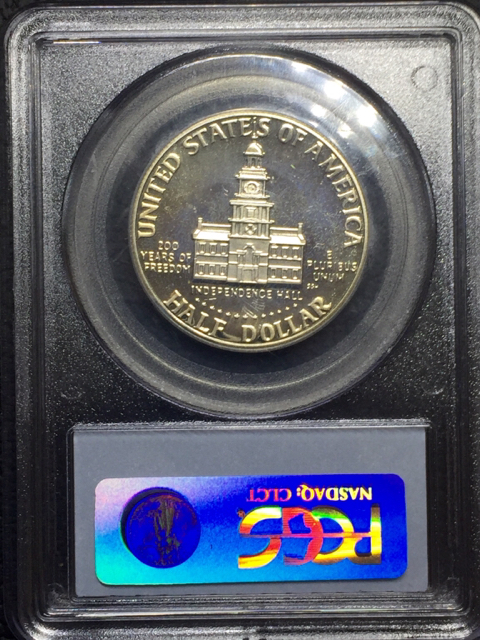 UNITED STATES OF AMERICA
200
YEARS OF
FREEDOM
E
PLURIBUS
UNUM
INDEPENDENCE HALL
HALF DOLLAR
PCGS
NASDAQ: CLCT